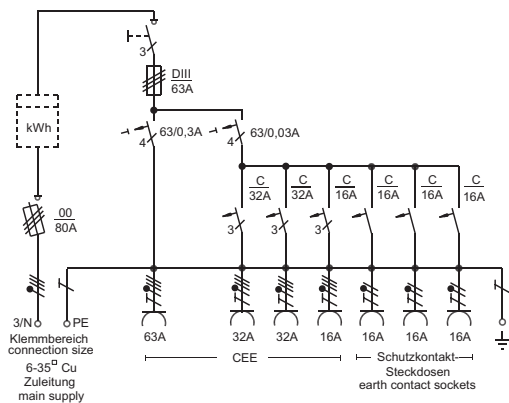 3
DIII
63A
kWh
4
63/0,3A
4
63/0,03A
C
32A
C
32A
C
16A
C
16A
C
16A
C
16A
00
80A
3
3
3
3/N
PE
63A
32A
32A
16A
16A
16A
16A
Klemmbereich
connection size
6-35□ Cu
Zuleitung
main supply
CEE
Schutzkontakt-
Steckdosen
earth contact sockets